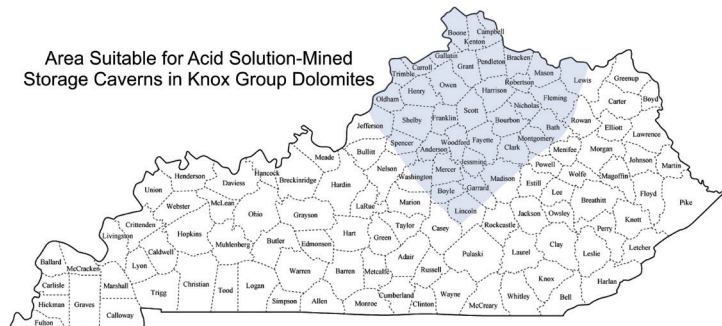 Area Suitable for Acid Solution-Mined
Storage Caverns in Knox Group Dolomites
Boone
Campbell
Kenton
Gallatin
Carroll
Grant
Pendleton
Bracken
Trimble
Owen
Robertson
Mason
Lewis
Greenup
Henry
Harrison
Fleming
Carter
Boyd
Oldham
Nicholas
Scott
Jefferson
Shelby
Franklin
Bourbon
Bath
Rowan
Elliott
Lawrence
Spencer
Anderson
Woodford
Fayette
Montgomery
Menifee
Morgan
Bullitt
Clark
Johnson
Martin
Meade
Nelson
Washington
Mercer
Jessming
Powell
Wolfe
Magoffin
Hancock
Breckinridge
Hardin
Madison
Estill
Lee
Floyd
Pike
Henderson
Daviess
Boyle
Garrard
Breathitt
Union
Webster
McLean
Ohio
Grayson
LaRue
Marion
Lincoln
Jackson
Owsley
Knott
Crittenden
Hart
Taylor
Casey
Rockcastle
Perry
Livingston
Hopkins
Muhlenberg
Butler
Edmonson
Green
Clay
Letcher
Caldwell
Adair
Pulaski
Laurel
Leslie
Ballard
McCracken
Lyon
Warren
Barren
Metcalfe
Russell
Knox
Harlan
Carlisle
Marshall
Trigg
Christian
Todd
Logan
Cumberland
Wayne
Whitley
Bell
Hickman
Graves
Calloway
Simpson
Allen
Monroe
Clinton
McCreary
Fulton